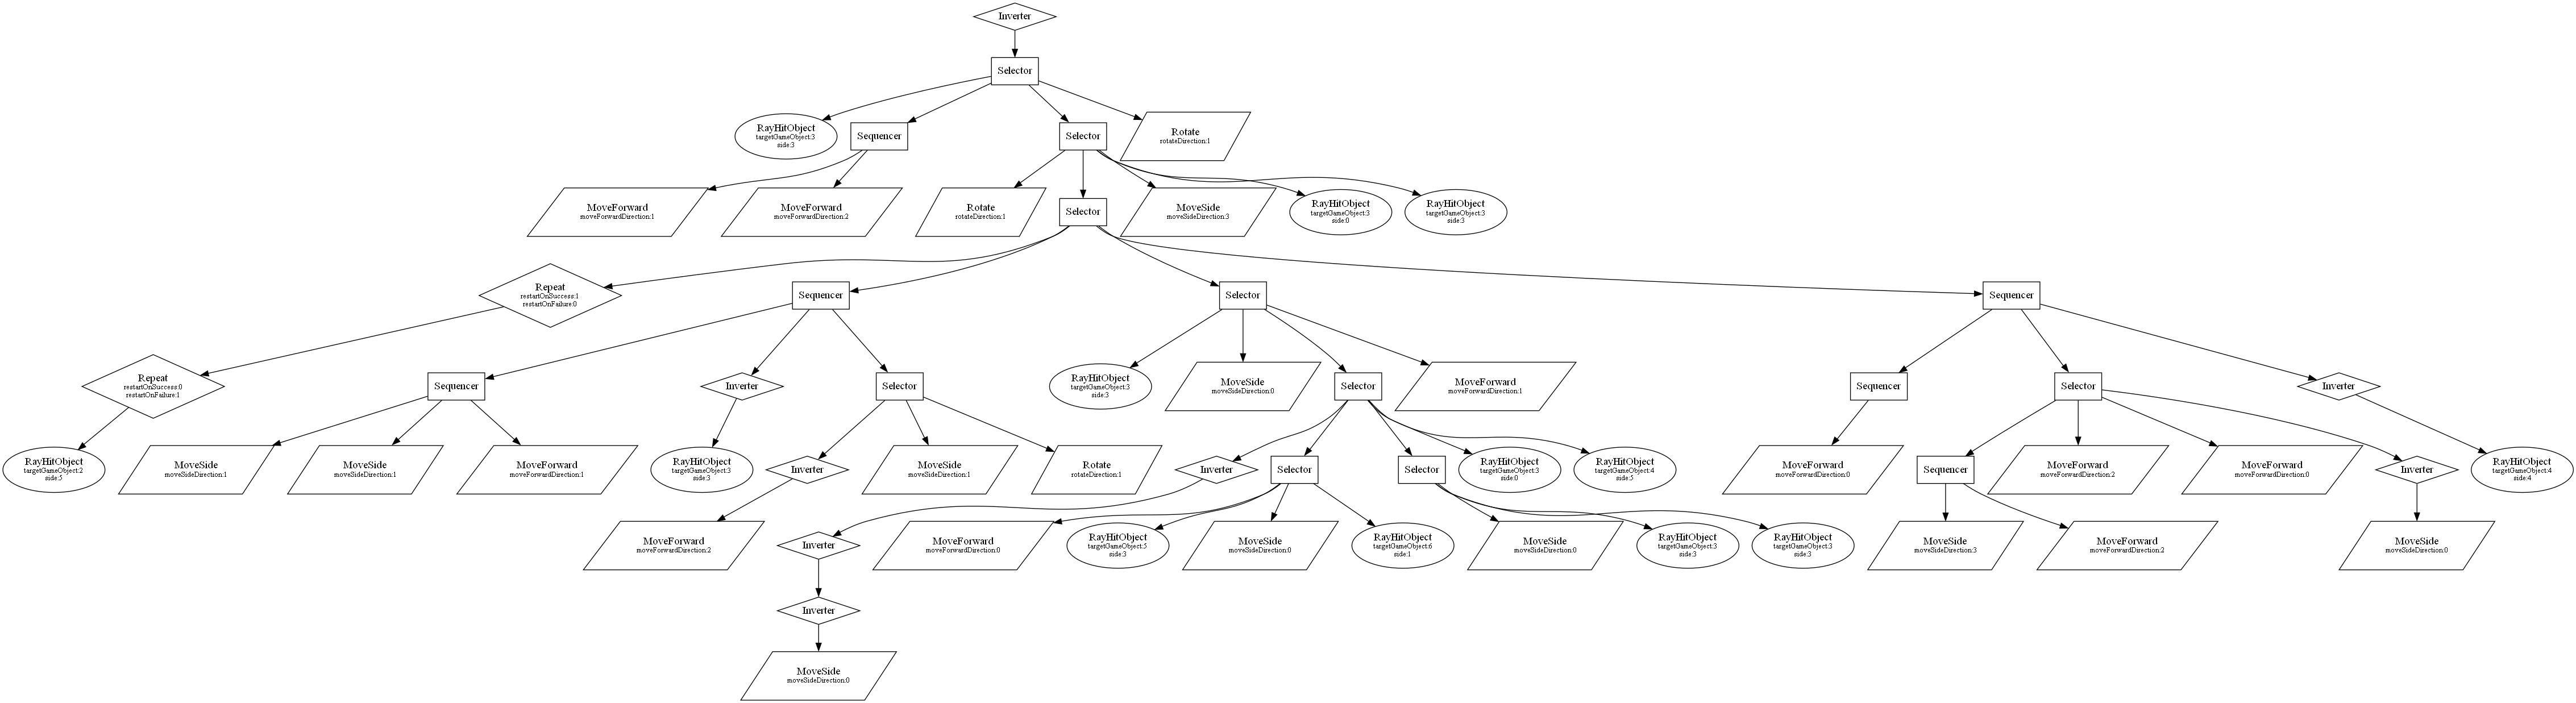 Inverter
Selector
RayHitObject
targetGameObject:3
side:3
Sequencer
Selector
Rotate
rotateDirection:1
MoveForward
moveForwardDirection:1
MoveForward
moveForwardDirection:2
Rotate
rotateDirection:1
Selector
MoveSide
moveSideDirection:3
RayHitObject
targetGameObject:3
side:0
RayHitObject
targetGameObject:3
side:3
Repeat
restartOnSuccess:1
restartOnFailure:0
Sequencer
Selector
Sequencer
Repeat
restartOnSuccess:0
restartOnFailure:1
Sequencer
Inverter
Selector
RayHitObject
targetGameObject:3
side:3
MoveSide
moveSideDirection:0
Selector
MoveForward
moveForwardDirection:1
Sequencer
Selector
Inverter
RayHitObject
targetGameObject:2
side:5
MoveSide
moveSideDirection:1
MoveSide
moveSideDirection:1
MoveForward
moveForwardDirection:1
RayHitObject
targetGameObject:3
side:3
Inverter
MoveSide
moveSideDirection:1
Rotate
rotateDirection:1
Inverter
Selector
Selector
RayHitObject
targetGameObject:3
side:0
RayHitObject
targetGameObject:4
side:5
MoveForward
moveForwardDirection:0
Sequencer
MoveForward
moveForwardDirection:2
MoveForward
moveForwardDirection:0
Inverter
RayHitObject
targetGameObject:4
side:4
MoveForward
moveForwardDirection:2
Inverter
MoveForward
moveForwardDirection:0
RayHitObject
targetGameObject:5
side:3
MoveSide
moveSideDirection:0
RayHitObject
targetGameObject:6
side:1
MoveSide
moveSideDirection:0
RayHitObject
targetGameObject:3
side:3
RayHitObject
targetGameObject:3
side:3
MoveSide
moveSideDirection:3
MoveForward
moveForwardDirection:2
MoveSide
moveSideDirection:0
Inverter
MoveSide
moveSideDirection:0